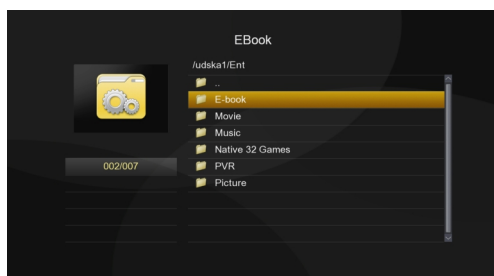 EBook
/udska1/Ent
..
E-book
Movie
Music
Native 32 Games
002/007
PVR
Picture